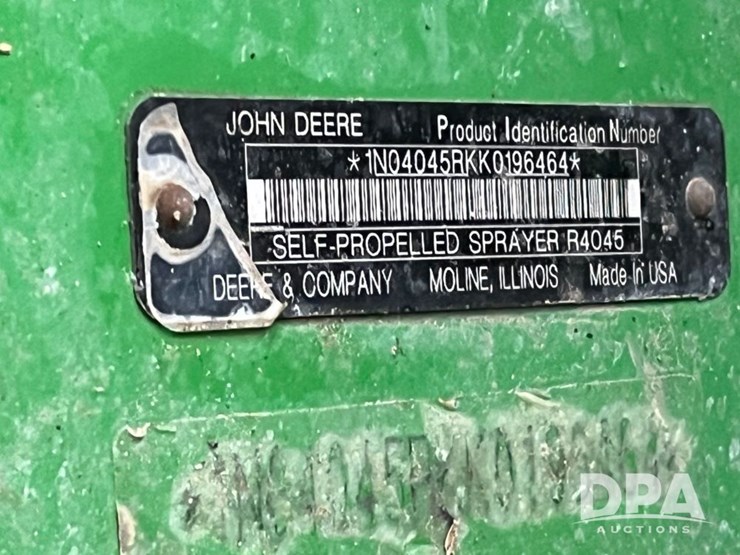 JOHN DEERE Product Identification Number
*1N04045RKK0196464*
SELF-PROPELLED SPRAYER R4045
DEERE & COMPANY MOLINE, ILLINOIS Made in USA
DPA
AUCTIONS